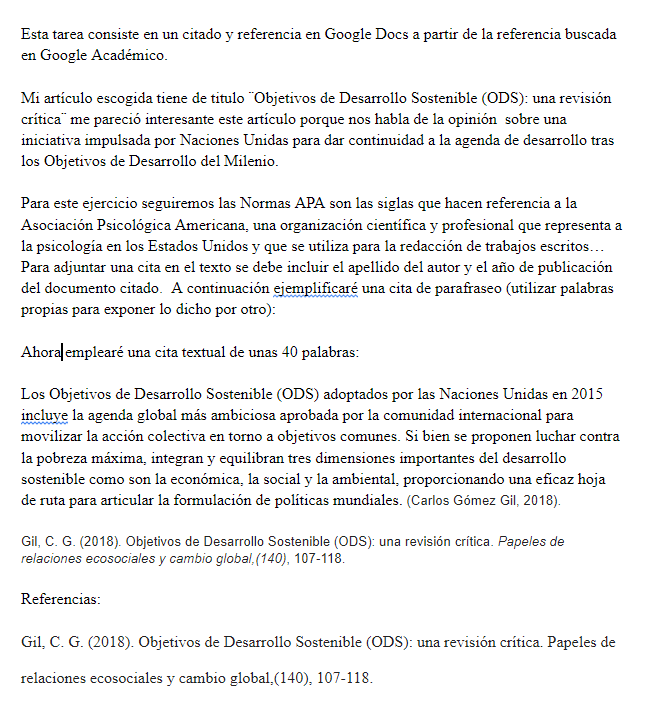 Esta tarea consiste en un citado y referencia en Google Docs a partir de la referencia buscada
en Google Académico.
Mi artículo escogida tiene de titulo ¨Objetivos de Desarrollo Sostenible (ODS): una revisión
crítica¨ me pareció interesante este artículo porque nos habla de la opinión  sobre una
iniciativa impulsada por Naciones Unidas para dar continuidad a la agenda de desarrollo tras
los Objetivos de Desarrollo del Milenio.
Para este ejercicio seguiremos las Normas APA son las siglas que hacen referencia a la
Asociación Psicológica Americana, una organización científica y profesional que representa a
la psicología en los Estados Unidos y que se utiliza para la redacción de trabajos escritos…
Para adjuntar una cita en el texto se debe incluir el apellido del autor y el año de publicación
del documento citado.  A continuación ejemplificaré una cita de parafraseo (utilizar palabras
propias para exponer lo dicho por otro):
Ahora emplearé una cita textual de unas 40 palabras:
Los Objetivos de Desarrollo Sostenible (ODS) adoptados por las Naciones Unidas en 2015
incluye la agenda global más ambiciosa aprobada por la comunidad internacional para
movilizar la acción colectiva en torno a objetivos comunes. Si bien se proponen luchar contra
la pobreza máxima, integran y equilibran tres dimensiones importantes del desarrollo
sostenible como son la económica, la social y la ambiental, proporcionando una eficaz hoja
de ruta para articular la formulación de políticas mundiales. (Carlos Gómez Gil, 2018).
Gil, C. G. (2018). Objetivos de Desarrollo Sostenible (ODS): una revisión crítica. Papeles de
relaciones ecosociales y cambio global,(140), 107-118.
Referencias:
Gil, C. G. (2018). Objetivos de Desarrollo Sostenible (ODS): una revisión crítica. Papeles de
relaciones ecosociales y cambio global,(140), 107-118.